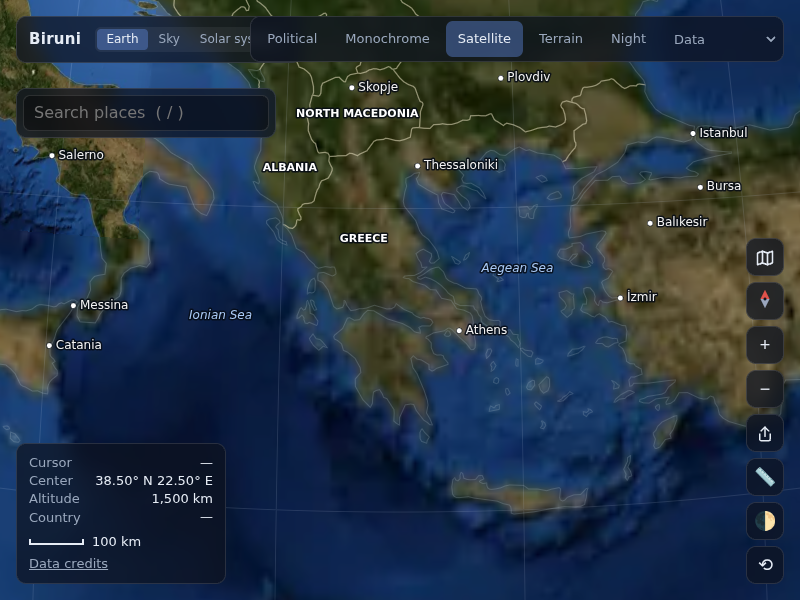 Biruni
Earth Sky Solar sys
Political Monochrome Satellite Terrain Night Data
Search places ( / )
Skopje
Plovdiv
NORTH MACEDONIA
Istanbul
Salerno
ALBANIA
Thessaloniki
Bursa
Balıkesir
GREECE
Aegean Sea
İzmir
Messina
Ionian Sea
Athens
Catania
Cursor —
Center 38.50° N 22.50° E
Altitude 1,500 km
Country —
100 km
Data credits